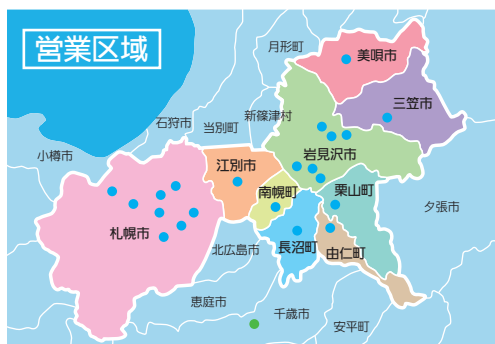 営業区域
月形町
美唄市
三笠市
新篠津村
石狩市
当別町
小樽市
岩見沢市
江別市
南幌町
栗山町
夕張市
札幌市
北広島市
長沼町
由仁町
恵庭市
千歳市
安平町